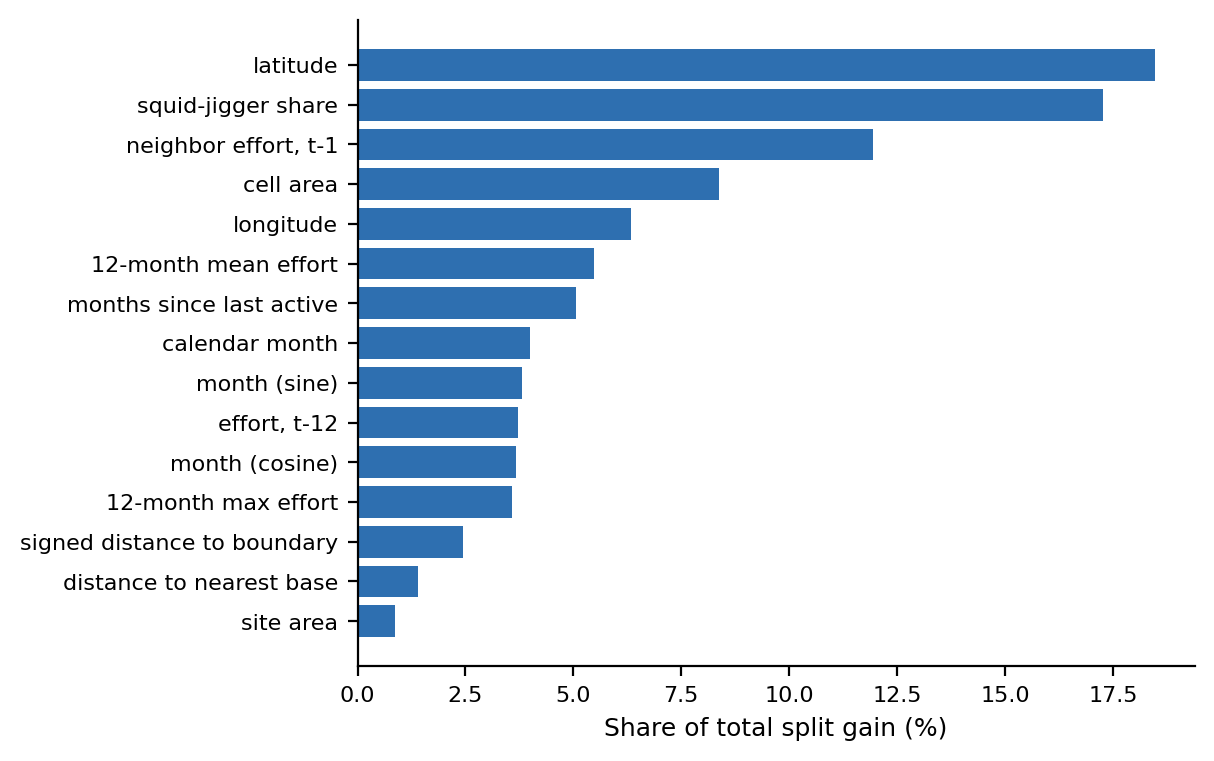 latitude
squid-jigger share
neighbor effort, t-1
cell area
longitude
12-month mean effort
months since last active
calendar month
month (sine)
effort, t-12
month (cosine)
12-month max effort
signed distance to boundary
distance to nearest base
site area
0.0 2.5 5.0 7.5 10.0 12.5 15.0 17.5
Share of total split gain (%)